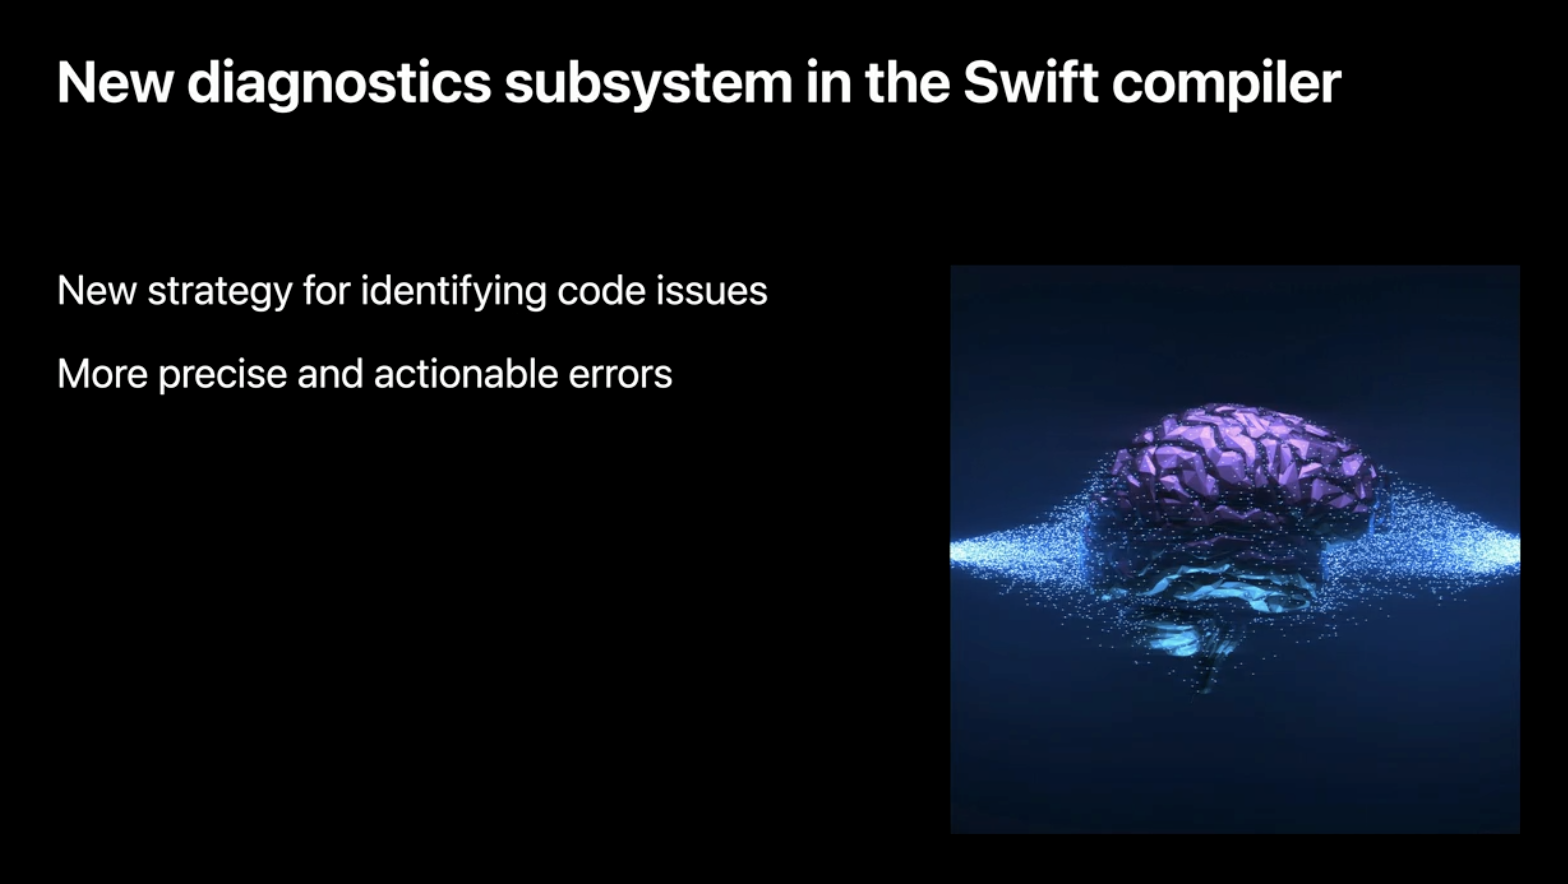 New diagnostics subsystem in the Swift compiler
New strategy for identifying code issues
More precise and actionable errors